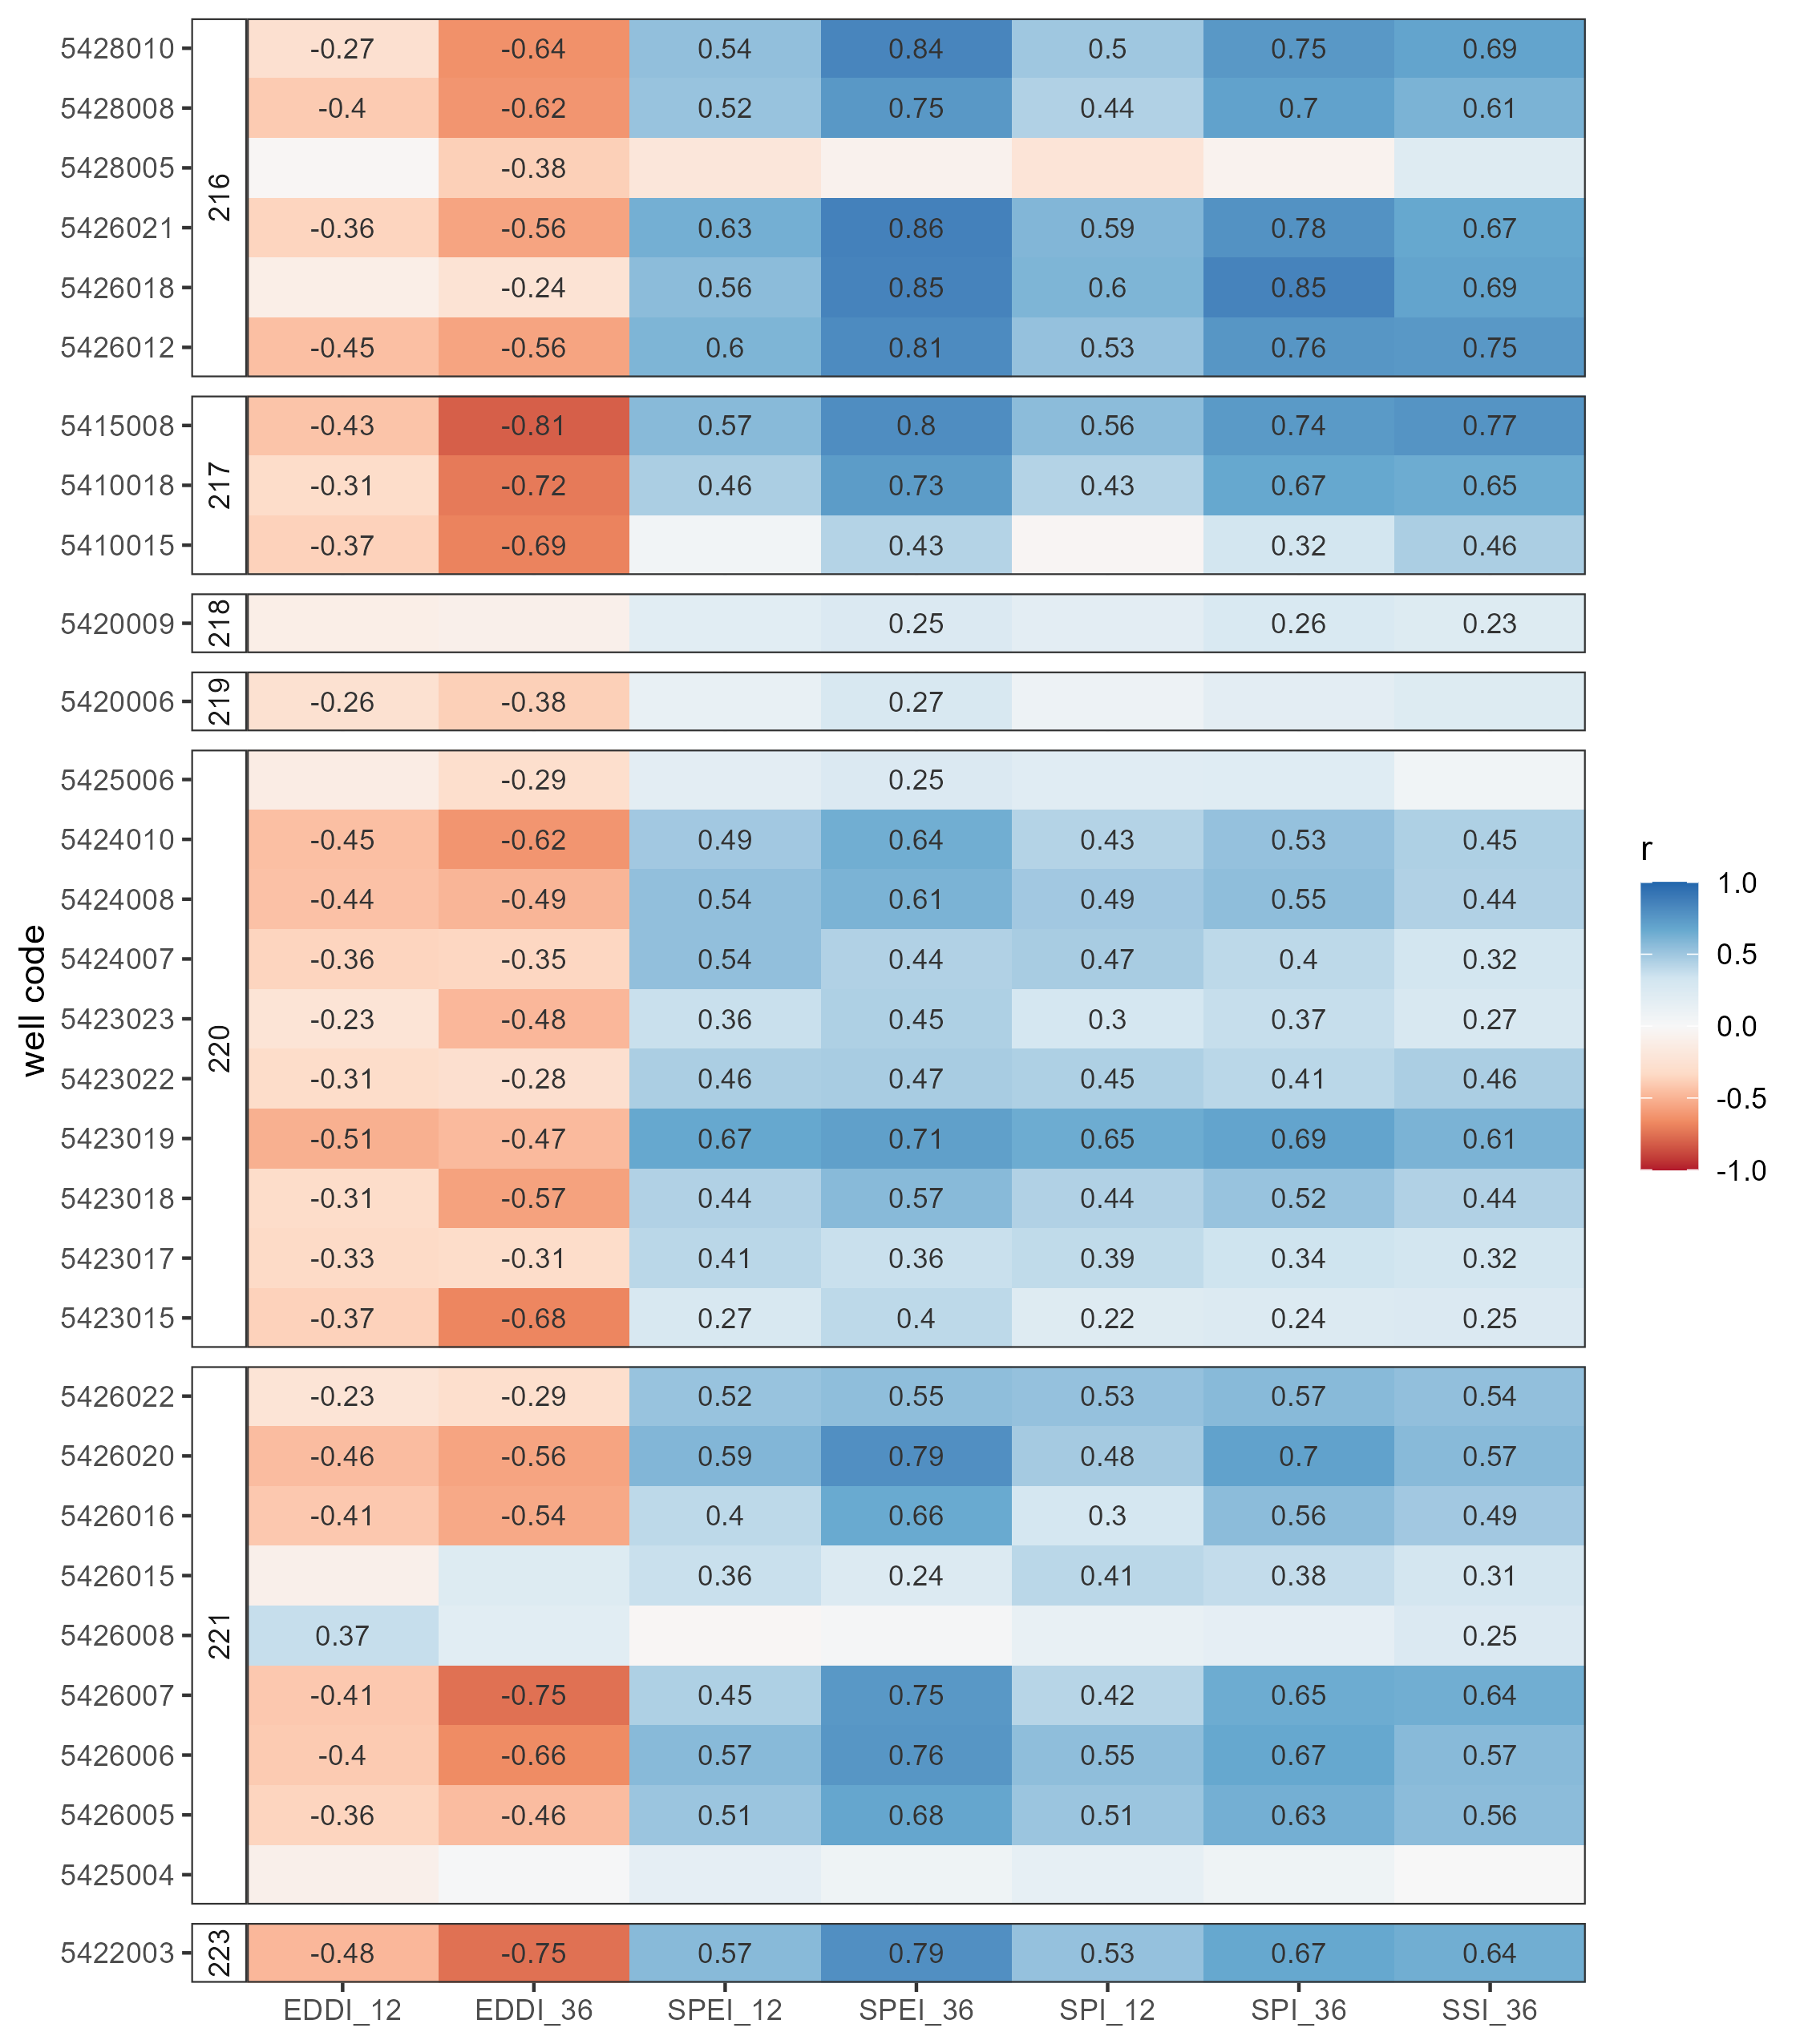 216
5428010 -0.27 -0.64 0.54 0.84 0.5 0.75 0.69
5428008 -0.4 -0.62 0.52 0.75 0.44 0.7 0.61
5428005 -0.38
5426021 -0.36 -0.56 0.63 0.86 0.59 0.78 0.67
5426018 -0.24 0.56 0.85 0.6 0.85 0.69
5426012 -0.45 -0.56 0.6 0.81 0.53 0.76 0.75
217
5415008 -0.43 -0.81 0.57 0.8 0.56 0.74 0.77
5410018 -0.31 -0.72 0.46 0.73 0.43 0.67 0.65
5410015 -0.37 -0.69 0.43 0.32 0.46
218
5420009 0.25 0.26 0.23
219
5420006 -0.26 -0.38 0.27
220
5425006 -0.29 0.25
5424010 -0.45 -0.62 0.49 0.64 0.43 0.53 0.45
5424008 -0.44 -0.49 0.54 0.61 0.49 0.55 0.44
5424007 -0.36 -0.35 0.54 0.44 0.47 0.4 0.32
5423023 -0.23 -0.48 0.36 0.45 0.3 0.37 0.27
5423022 -0.31 -0.28 0.46 0.47 0.45 0.41 0.46
5423019 -0.51 -0.47 0.67 0.71 0.65 0.69 0.61
5423018 -0.31 -0.57 0.44 0.57 0.44 0.52 0.44
5423017 -0.33 -0.31 0.41 0.36 0.39 0.34 0.32
5423015 -0.37 -0.68 0.27 0.4 0.22 0.24 0.25
221
5426022 -0.23 -0.29 0.52 0.55 0.53 0.57 0.54
5426020 -0.46 -0.56 0.59 0.79 0.48 0.7 0.57
5426016 -0.41 -0.54 0.4 0.66 0.3 0.56 0.49
5426015 0.36 0.24 0.41 0.38 0.31
5426008 0.37 0.25
5426007 -0.41 -0.75 0.45 0.75 0.42 0.65 0.64
5426006 -0.4 -0.66 0.57 0.76 0.55 0.67 0.57
5426005 -0.36 -0.46 0.51 0.68 0.51 0.63 0.56
5425004
223
5422003 -0.48 -0.75 0.57 0.79 0.53 0.67 0.64
EDDI_12 EDDI_36 SPEI_12 SPEI_36 SPI_12 SPI_36 SSI_36
well code
r
1.0
0.5
0.0
-0.5
-1.0